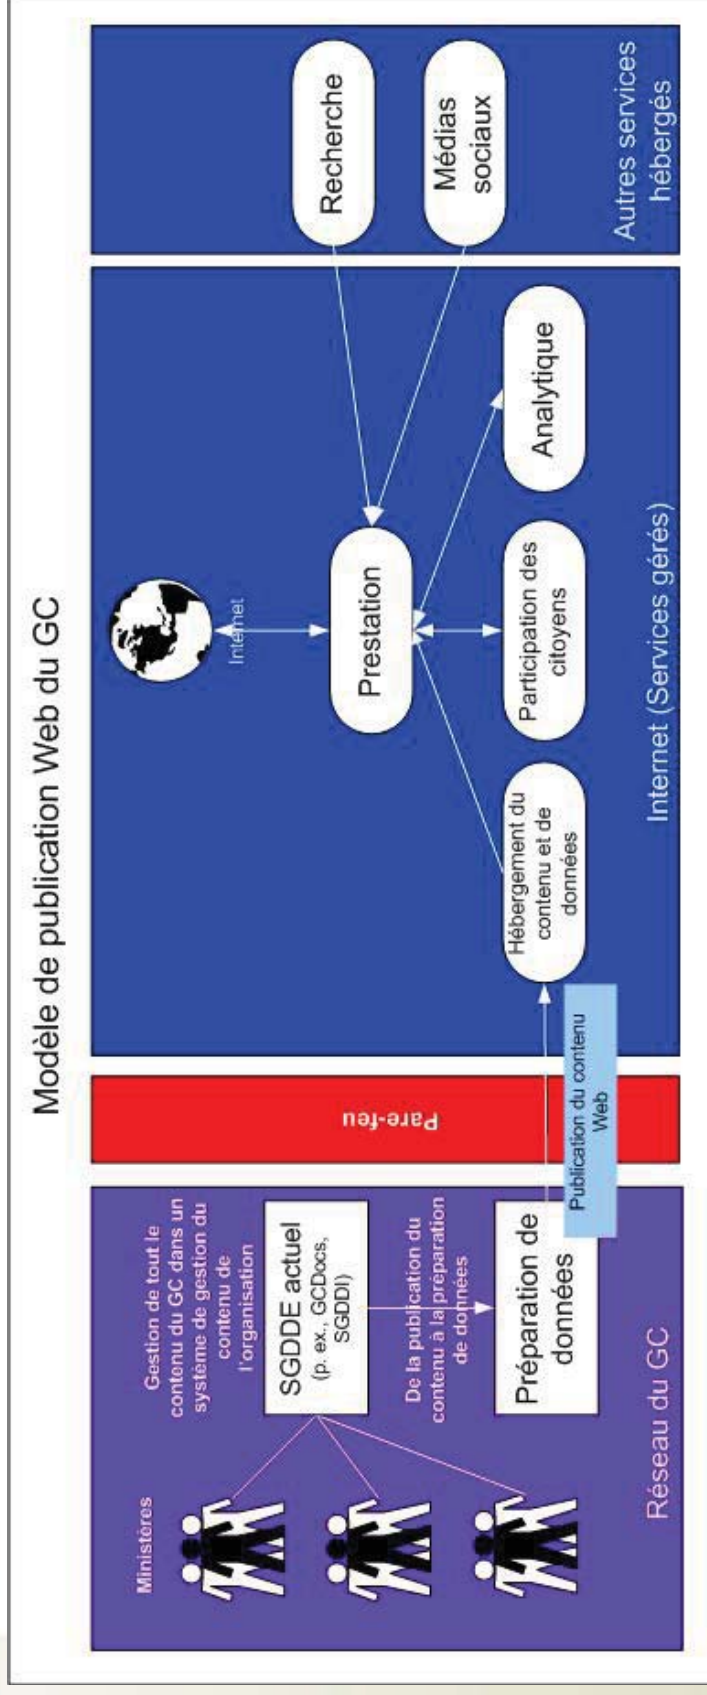 Modèle de publication Web du GC
Ministères
Gestion de tout le
contenu du GC dans un
système de gestion du
contenu de
l'organisation
SGDDE actuel
(p. ex., GCDocs,
SGDDI)
De la publication du
contenu à la préparation
de données
Préparation de
données
Réseau du GC
Pare-feu
Publication du contenu
Web
Internet
Prestation
Hébergement du
contenu et de
données
Participation des
citoyens
Analytique
Internet (Services gérés)
Recherche
Médias
sociaux
Autres services
hébergés